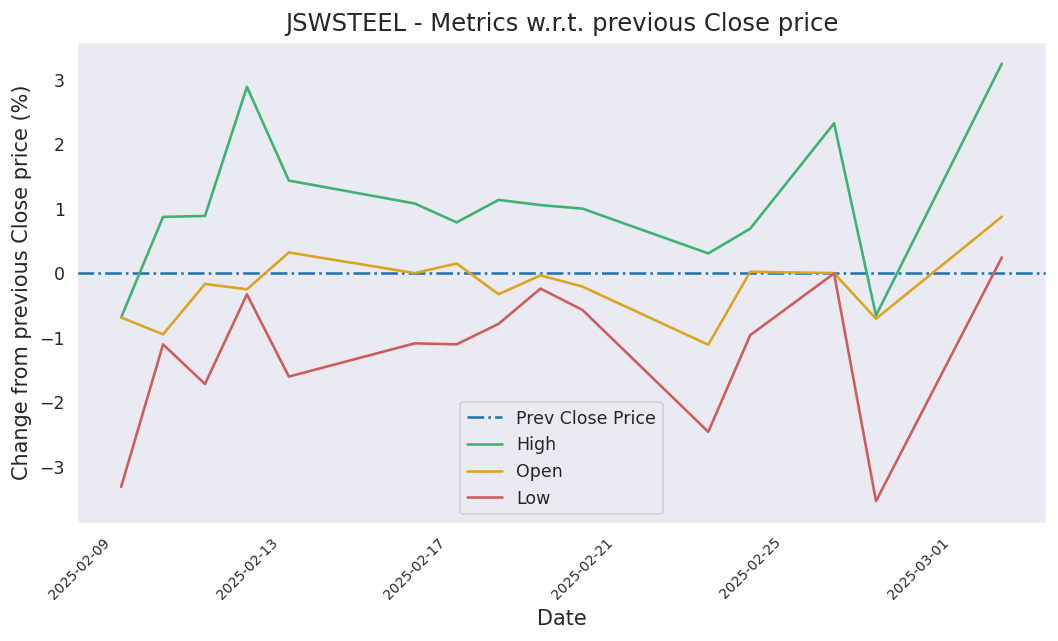 JSWSTEEL - Metrics w.r.t. previous Close price
Change from previous Close price (%)
3
2
1
0
−1
−2
−3
Prev Close Price
High
Open
Low
2025-02-09
2025-02-13
2025-02-17
2025-02-21
2025-02-25
2025-03-01
Date